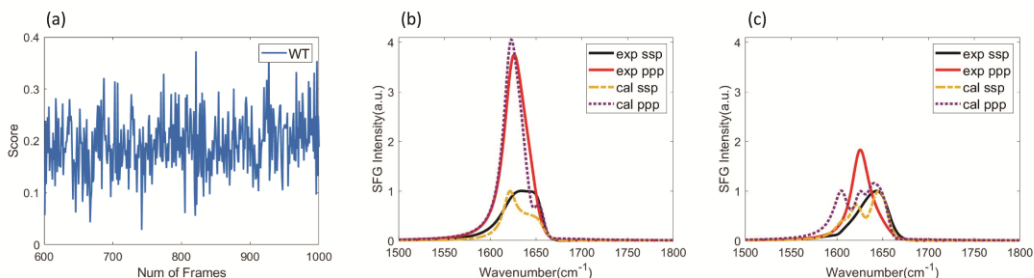 (a)
0.4
0.3
0.2
0.1
0
Score
600
700
800
900
1000
Num of Frames
WT
(b)
4
3
2
1
0
SFG Intensity(a.u.)
1500
1550
1600
1650
1700
1750
1800
Wavenumber(cm⁻¹)
exp ssp
exp ppp
cal ssp
cal ppp
(c)
4
3
2
1
0
SFG Intensity(a.u.)
1500
1550
1600
1650
1700
1750
1800
Wavenumber(cm⁻¹)
exp ssp
exp ppp
cal ssp
cal ppp